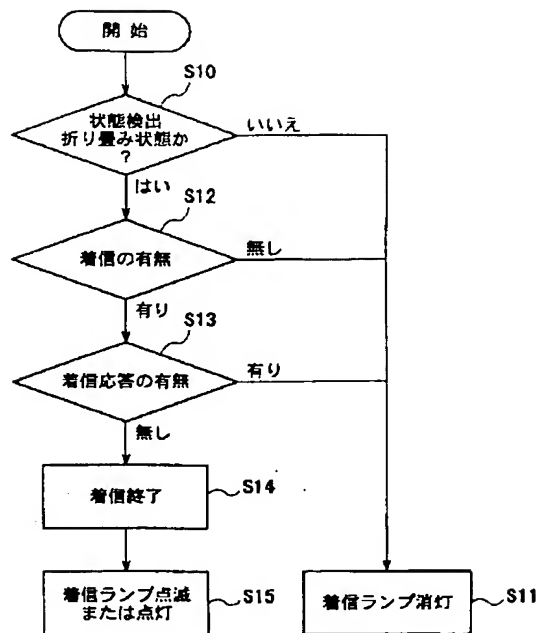 開 始
S10
状態検出
折り畳み状態か
?
いいえ
はい
S12
着信の有無
無し
有り
S13
着信応答の有無
有り
無し
着信終了
S14
着信ランプ点滅
または点灯
S15
着信ランプ消灯
S11